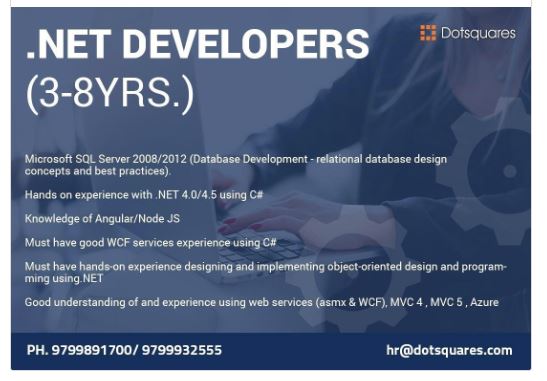 .NET DEVELOPERS
Dotsquares
(3-8YRS.)
Microsoft SQL Server 2008/2012 (Database Development - relational database design
concepts and best practices).
Hands on experience with .NET 4.0/4.5 using C#
Knowledge of Angular/Node JS
Must have good WCF services experience using C#
Must have hands-on experience designing and implementing object-oriented design and program-
ming using.NET
Good understanding of and experience using web services (asmx & WCF), MVC 4 , MVC 5 , Azure
PH. 9799891700/ 9799932555
hr@dotsquares.com